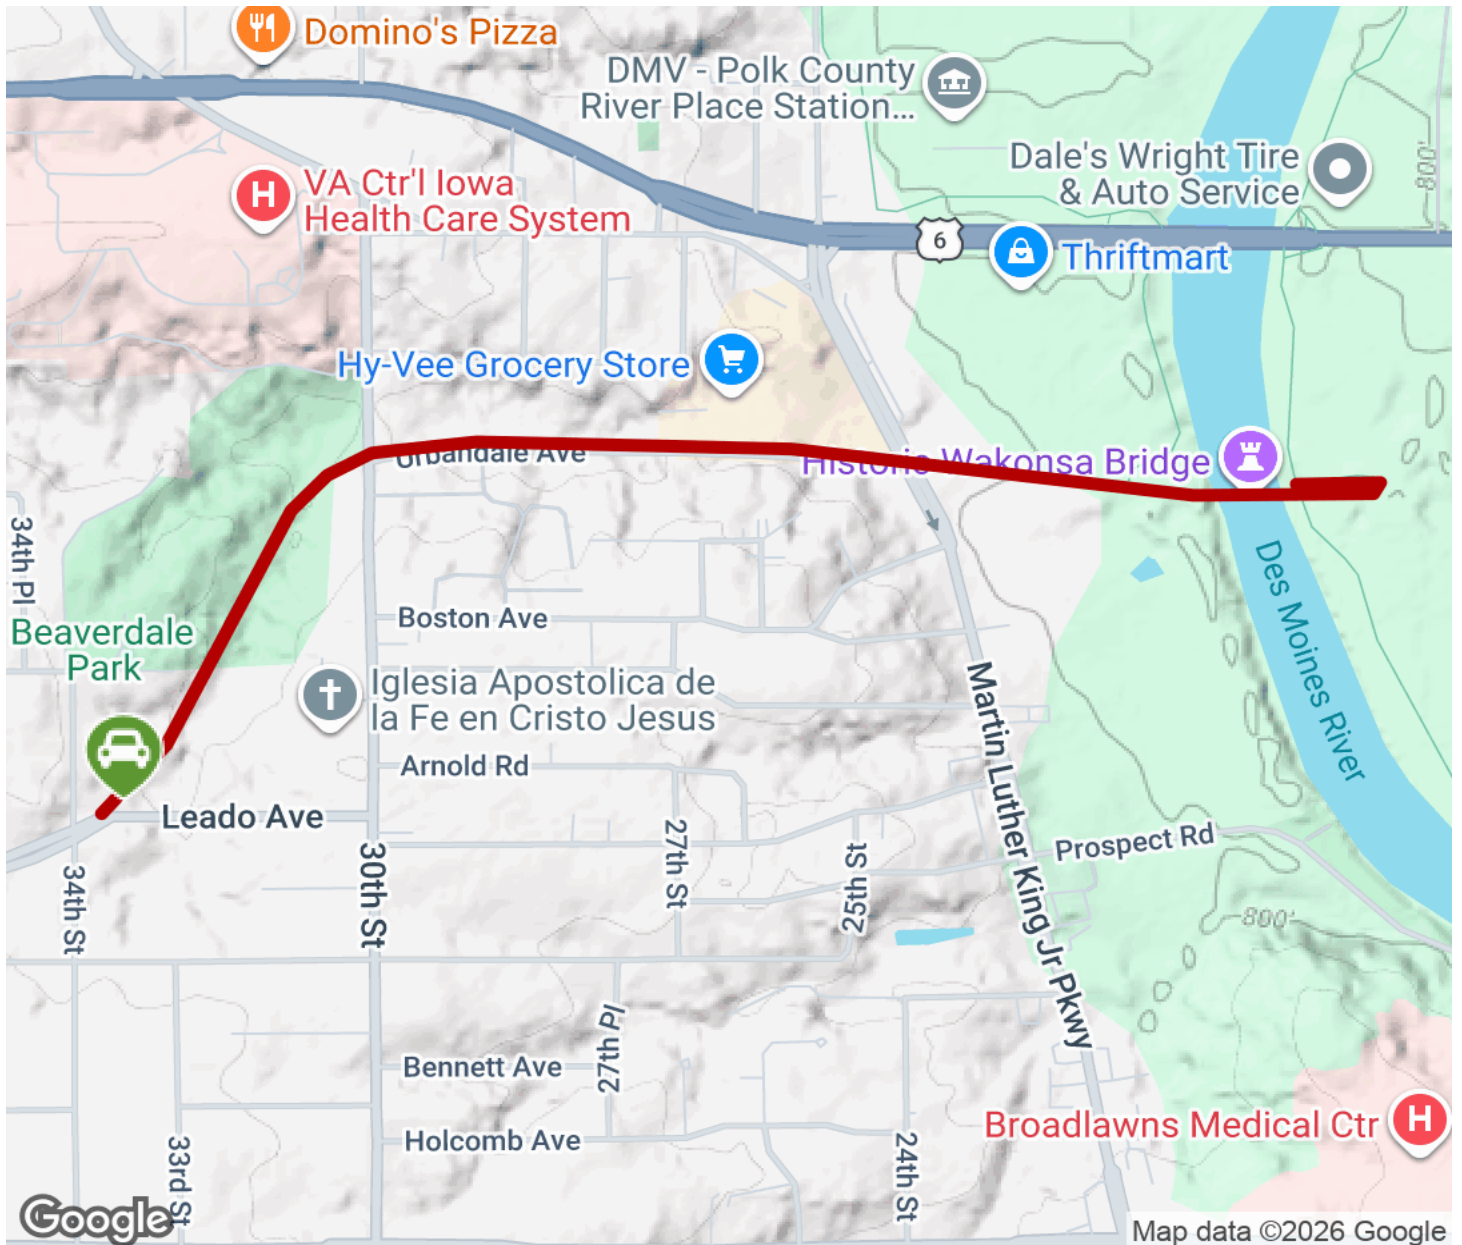 Domino's Pizza
DMV - Polk County
River Place Station...
Dale's Wright Tire
& Auto Service
800'
VA Ctr'l Iowa
Health Care System
6
Thriftmart
Hy-Vee Grocery Store
Urbandale Ave
Historic Wakonsa Bridge
34th Pl
Des Moines River
Boston Ave
Beaverdale
Park
Iglesia Apostolica de
la Fe en Cristo Jesus
Martin Luther King Jr Pkwy
Arnold Rd
Leado Ave
27th St
25th St
Prospect Rd
30th St
34th St
800'
27th Pl
Bennett Ave
Holcomb Ave
33rd St
24th St
Broadlawns Medical Ctr
Google
Map data ©2026 Google